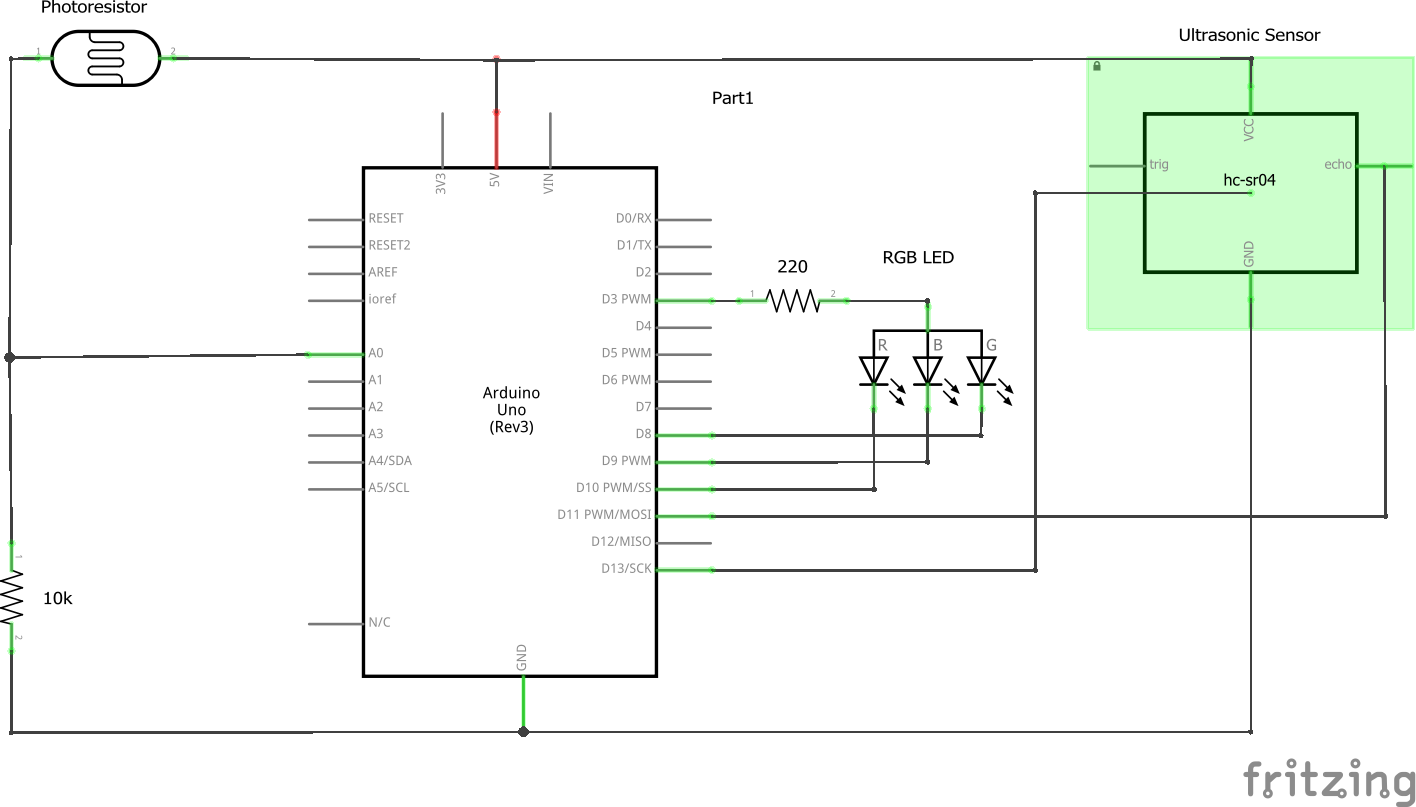 Photoresistor
Ultrasonic Sensor
1
2
Part1
VCC
3V3
5V
VIN
trig
echo
hc-sr04
GND
RESET
D0/RX
RESET2
D1/TX
AREF
D2
ioref
D3 PWM
220
1
2
RGB LED
D4
R
B
G
A0
D5 PWM
A1
D6 PWM
Arduino
Uno
(Rev3)
A2
D7
A3
D8
A4/SDA
D9 PWM
A5/SCL
D10 PWM/SS
D11 PWM/MOSI
D12/MISO
D13/SCK
1
10k
2
N/C
GND
fritzing